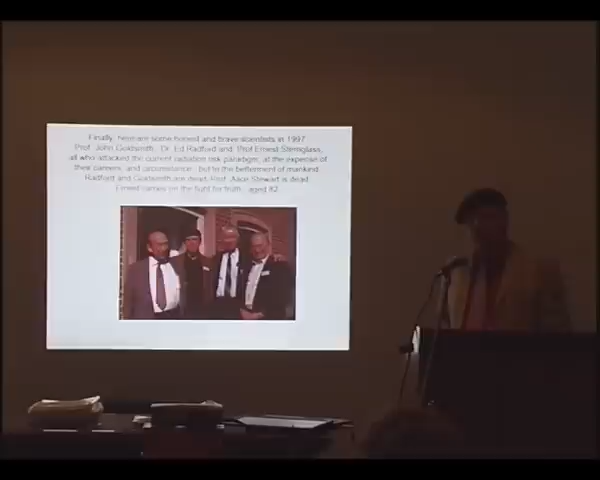 Finally, here are some honest and brave scientists in 1997
Prof. John Goldsmith, Dr. Ed Radford and Prof Ernest Sternglass,
all who attacked the current radiation risk paradigm, at the expense of
their careers, and circumstance, but to the betterment of mankind
Radford and Goldsmith are dead, Prof. Alice Stewart is dead
Ernest carries on the fight for truth, aged 82